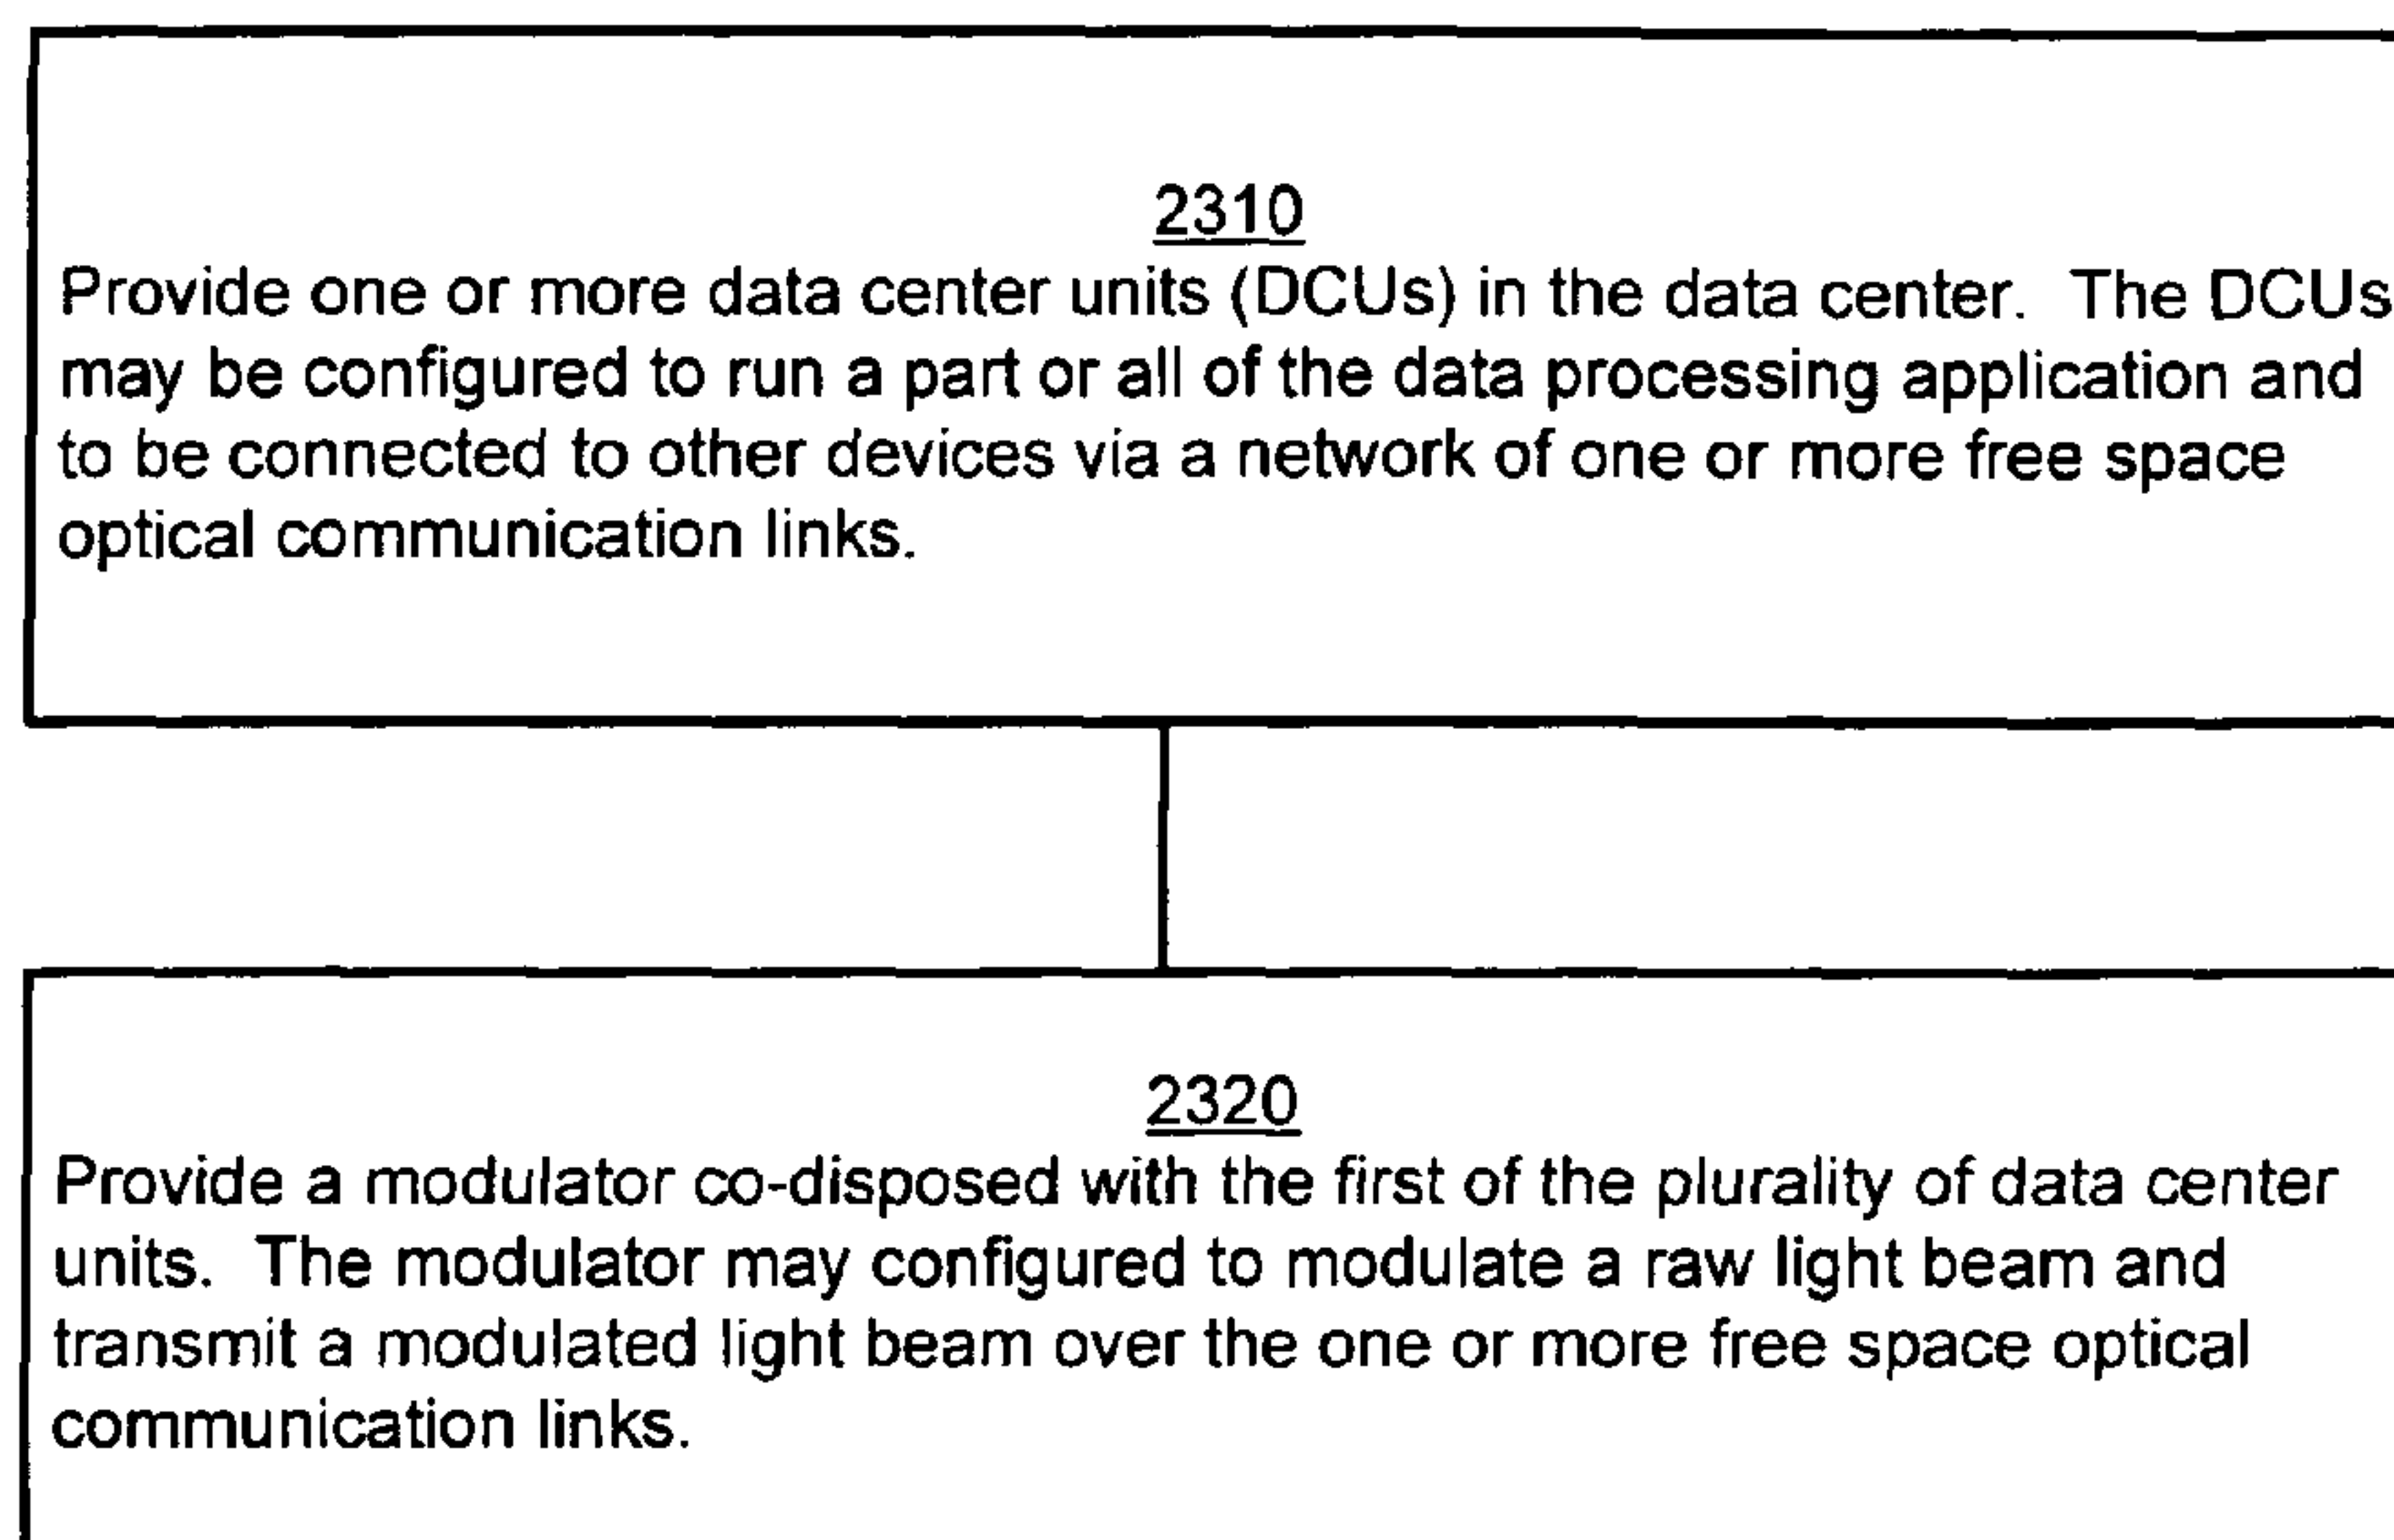 2310
Provide one or more data center units (DCUs) in the data center. The DCUs
may be configured to run a part or all of the data processing application and
to be connected to other devices via a network of one or more free space
optical communication links.
2320
Provide a modulator co-disposed with the first of the plurality of data center
units. The modulator may configured to modulate a raw light beam and
transmit a modulated light beam over the one or more free space optical
communication links.